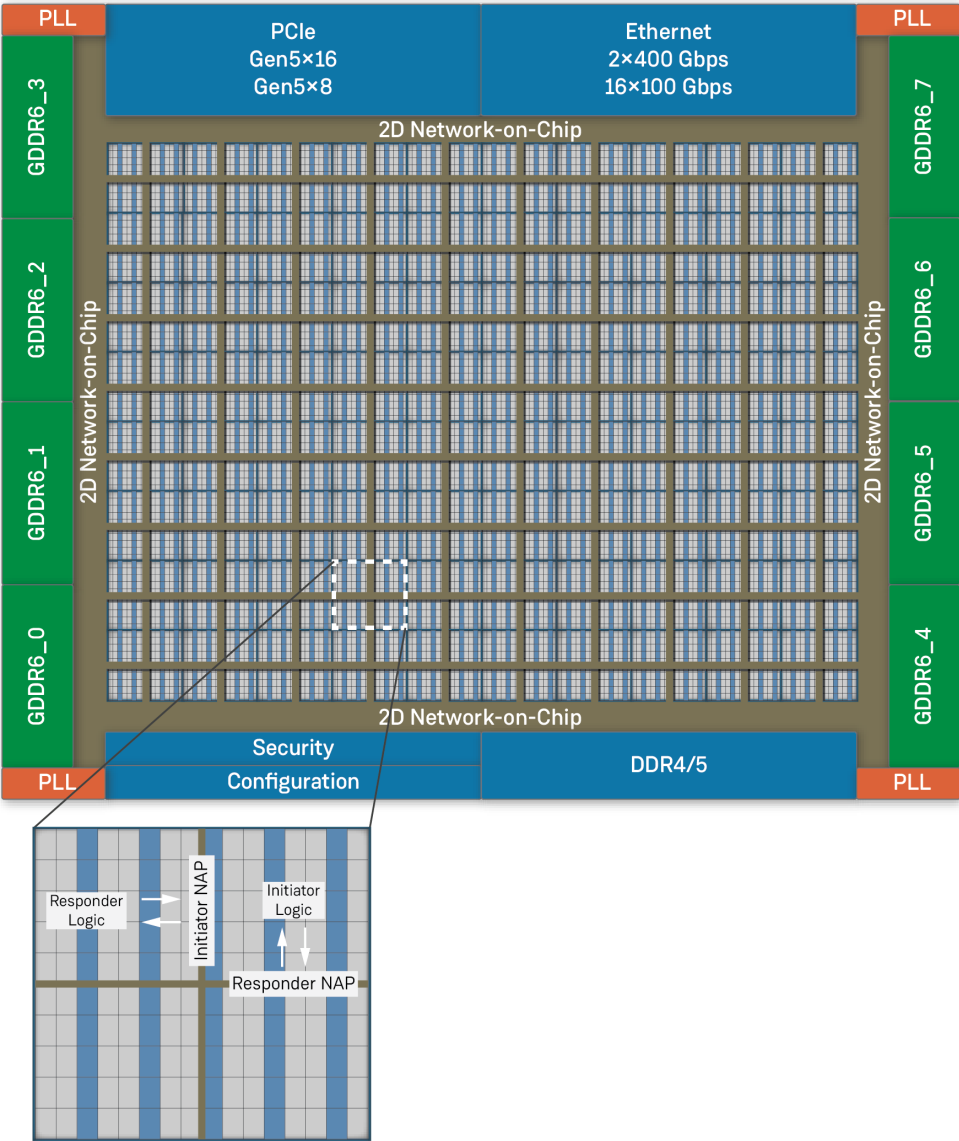 PLL
PCIe
Gen5×16
Gen5×8
Ethernet
2×400 Gbps
16×100 Gbps
PLL
GDDR6_3
GDDR6_2
GDDR6_1
GDDR6_0
2D Network-on-Chip
2D Network-on-Chip
2D Network-on-Chip
GDDR6_7
GDDR6_6
GDDR6_5
GDDR6_4
2D Network-on-Chip
PLL
Security
Configuration
DDR4/5
PLL
Responder
Logic
Initiator NAP
Initiator
Logic
Responder NAP